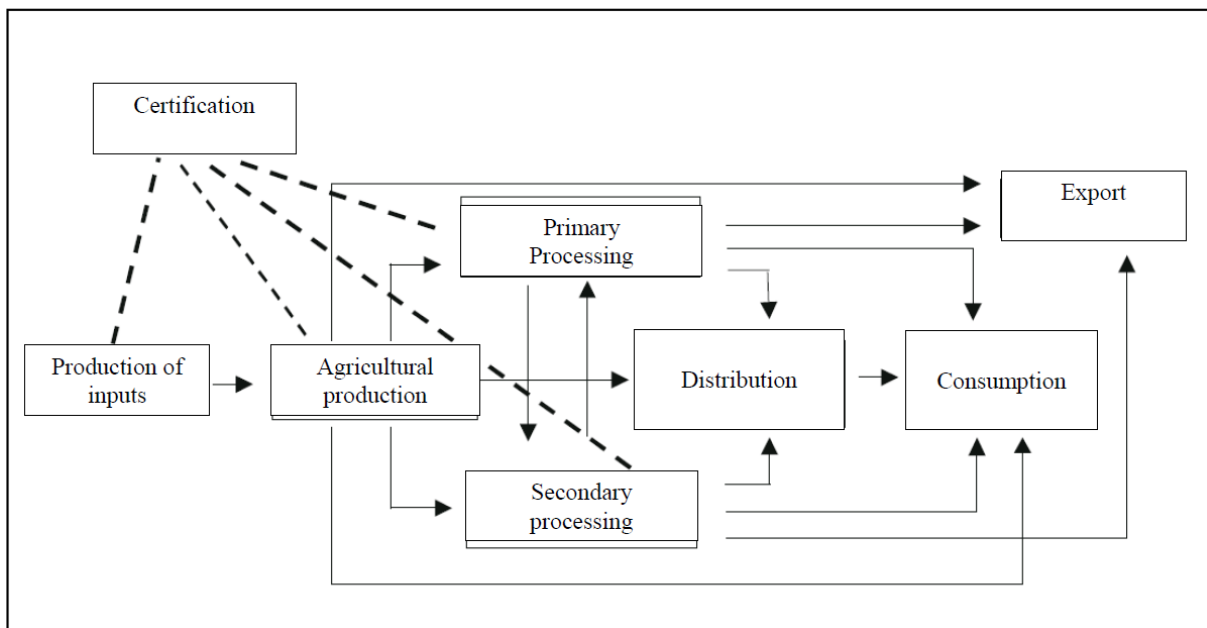 Certification
Export
Primary
Processing
Production of
inputs
Agricultural
production
Distribution
Consumption
Secondary
processing